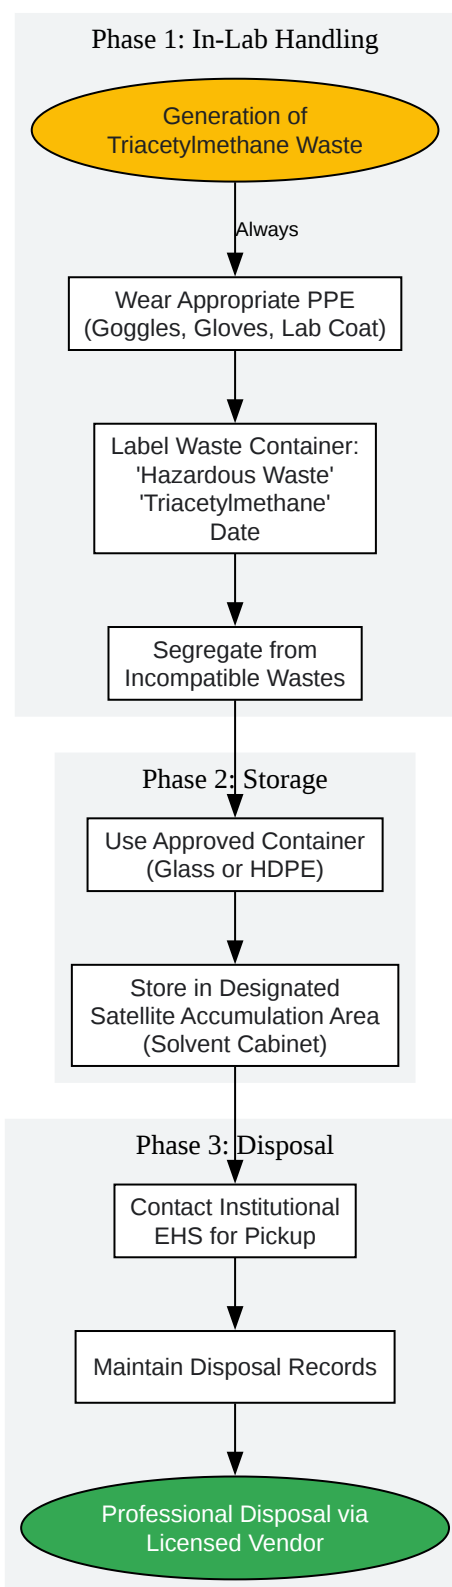 Phase 1: In-Lab Handling
Generation of
Triacetylmethane Waste
Always
Wear Appropriate PPE
(Goggles, Gloves, Lab Coat)
Label Waste Container:
'Hazardous Waste'
'Triacetylmethane'
Date
Segregate from
Incompatible Wastes
Phase 2: Storage
Use Approved Container
(Glass or HDPE)
Store in Designated
Satellite Accumulation Area
(Solvent Cabinet)
Phase 3: Disposal
Contact Institutional
EHS for Pickup
Maintain Disposal Records
Professional Disposal via
Licensed Vendor